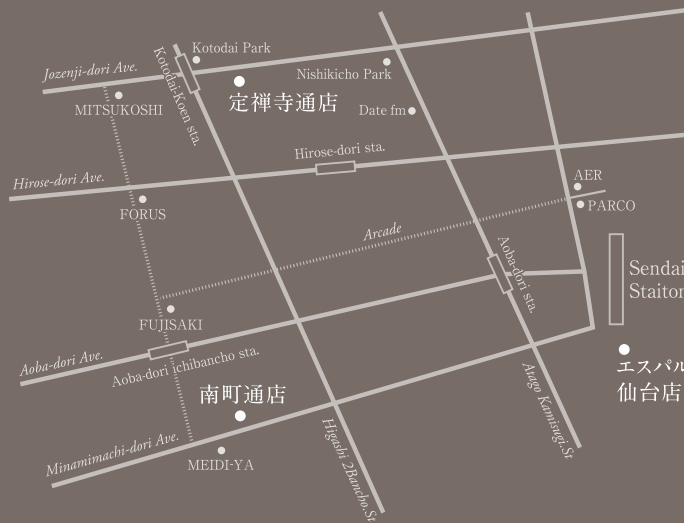 Kotodai Park
Jozenji-dori Ave.
Kotodai-Koen sta.
Nishikicho Park
MITSUKOSHI
定禅寺通店
Date fm
Hirose-dori sta.
Hirose-dori Ave.
AER
PARCO
FORUS
Arcade
Aoba-dori sta.
Sendai
Staiton
FUJISAKI
Aoba-dori Ave.
Aoba-dori ichibancho sta.
エスパル
仙台店
南町通店
Atago Kamisugi.St
Higashi 2Bancho.St
Minamimachi-dori Ave.
MEIDI-YA